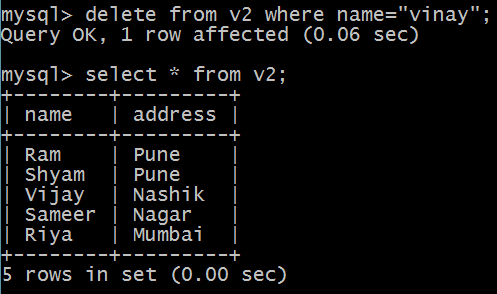 mysql> delete from v2 where name="vinay";
Query OK, 1 row affected (0.06 sec)
mysql> select * from v2;
+--------+---------+
| name   | address |
+--------+---------+
| Ram    | Pune    |
| Shyam  | Pune    |
| Vijay  | Nashik  |
| Sameer | Nagar   |
| Riya   | Mumbai  |
+--------+---------+
5 rows in set (0.00 sec)